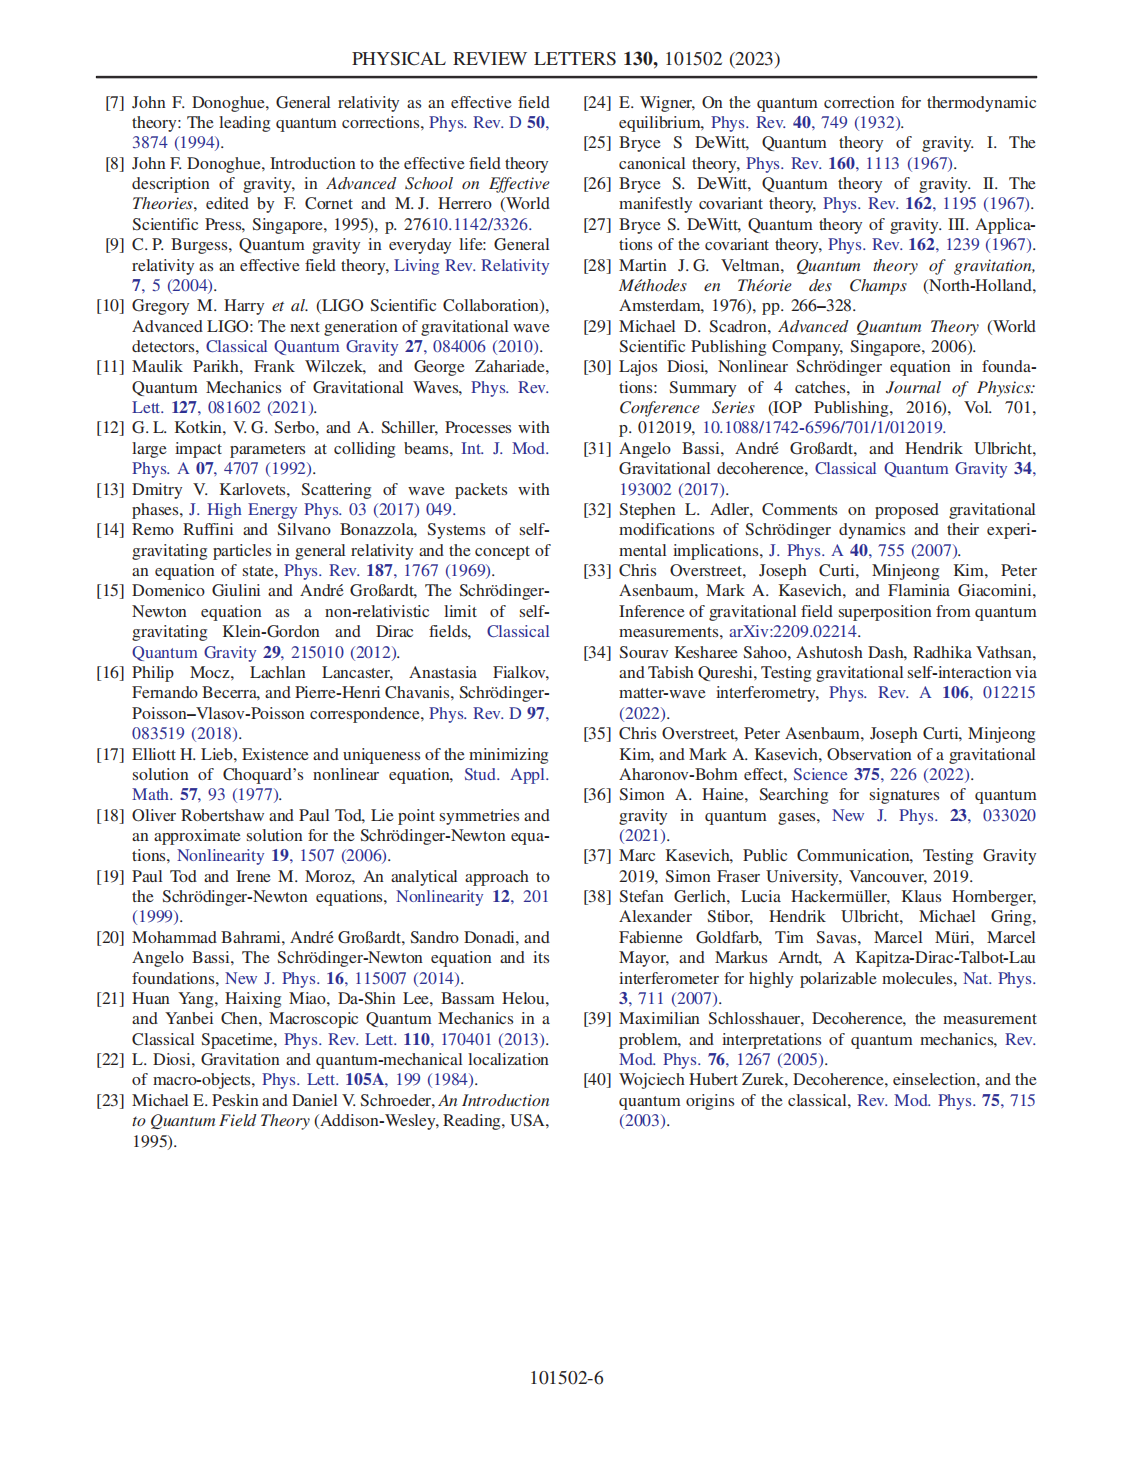 PHYSICAL REVIEW LETTERS 130, 101502 (2023)
[7] John F. Donoghue, General relativity as an effective field
theory: The leading quantum corrections, Phys. Rev. D 50,
3874 (1994).
[8] John F. Donoghue, Introduction to the effective field theory
description of gravity, in Advanced School on Effective
Theories, edited by F. Cornet and M. J. Herrero (World
Scientific Press, Singapore, 1995), p. 27610.1142/3326.
[9] C. P. Burgess, Quantum gravity in everyday life: General
relativity as an effective field theory, Living Rev. Relativity
7, 5 (2004).
[10] Gregory M. Harry et al. (LIGO Scientific Collaboration),
Advanced LIGO: The next generation of gravitational wave
detectors, Classical Quantum Gravity 27, 084006 (2010).
[11] Maulik Parikh, Frank Wilczek, and George Zahariade,
Quantum Mechanics of Gravitational Waves, Phys. Rev.
Lett. 127, 081602 (2021).
[12] G. L. Kotkin, V. G. Serbo, and A. Schiller, Processes with
large impact parameters at colliding beams, Int. J. Mod.
Phys. A 07, 4707 (1992).
[13] Dmitry V. Karlovets, Scattering of wave packets with
phases, J. High Energy Phys. 03 (2017) 049.
[14] Remo Ruffini and Silvano Bonazzola, Systems of self-
gravitating particles in general relativity and the concept of
an equation of state, Phys. Rev. 187, 1767 (1969).
[15] Domenico Giulini and André Großardt, The Schrödinger-
Newton equation as a non-relativistic limit of self-
gravitating Klein-Gordon and Dirac fields, Classical
Quantum Gravity 29, 215010 (2012).
[16] Philip Mocz, Lachlan Lancaster, Anastasia Fialkov,
Fernando Becerra, and Pierre-Henri Chavanis, Schrödinger-
Poisson–Vlasov-Poisson correspondence, Phys. Rev. D 97,
083519 (2018).
[17] Elliott H. Lieb, Existence and uniqueness of the minimizing
solution of Choquard's nonlinear equation, Stud. Appl.
Math. 57, 93 (1977).
[18] Oliver Robertshaw and Paul Tod, Lie point symmetries and
an approximate solution for the Schrödinger-Newton equa-
tions, Nonlinearity 19, 1507 (2006).
[19] Paul Tod and Irene M. Moroz, An analytical approach to
the Schrödinger-Newton equations, Nonlinearity 12, 201
(1999).
[20] Mohammad Bahrami, André Großardt, Sandro Donadi, and
Angelo Bassi, The Schrödinger-Newton equation and its
foundations, New J. Phys. 16, 115007 (2014).
[21] Huan Yang, Haixing Miao, Da-Shin Lee, Bassam Helou,
and Yanbei Chen, Macroscopic Quantum Mechanics in a
Classical Spacetime, Phys. Rev. Lett. 110, 170401 (2013).
[22] L. Diosi, Gravitation and quantum-mechanical localization
of macro-objects, Phys. Lett. 105A, 199 (1984).
[23] Michael E. Peskin and Daniel V. Schroeder, An Introduction
to Quantum Field Theory (Addison-Wesley, Reading, USA,
1995).
[24] E. Wigner, On the quantum correction for thermodynamic
equilibrium, Phys. Rev. 40, 749 (1932).
[25] Bryce S DeWitt, Quantum theory of gravity. I. The
canonical theory, Phys. Rev. 160, 1113 (1967).
[26] Bryce S. DeWitt, Quantum theory of gravity. II. The
manifestly covariant theory, Phys. Rev. 162, 1195 (1967).
[27] Bryce S. DeWitt, Quantum theory of gravity. III. Applica-
tions of the covariant theory, Phys. Rev. 162, 1239 (1967).
[28] Martin J. G. Veltman, Quantum theory of gravitation,
Méthodes en Théorie des Champs (North-Holland,
Amsterdam, 1976), pp. 266–328.
[29] Michael D. Scadron, Advanced Quantum Theory (World
Scientific Publishing Company, Singapore, 2006).
[30] Lajos Diosi, Nonlinear Schrödinger equation in founda-
tions: Summary of 4 catches, in Journal of Physics:
Conference Series (IOP Publishing, 2016), Vol. 701,
p. 012019, 10.1088/1742-6596/701/1/012019.
[31] Angelo Bassi, André Großardt, and Hendrik Ulbricht,
Gravitational decoherence, Classical Quantum Gravity 34,
193002 (2017).
[32] Stephen L. Adler, Comments on proposed gravitational
modifications of Schrödinger dynamics and their experi-
mental implications, J. Phys. A 40, 755 (2007).
[33] Chris Overstreet, Joseph Curti, Minjeong Kim, Peter
Asenbaum, Mark A. Kasevich, and Flaminia Giacomini,
Inference of gravitational field superposition from quantum
measurements, arXiv:2209.02214.
[34] Sourav Kesharee Sahoo, Ashutosh Dash, Radhika Vathsan,
and Tabish Qureshi, Testing gravitational self-interaction via
matter-wave interferometry, Phys. Rev. A 106, 012215
(2022).
[35] Chris Overstreet, Peter Asenbaum, Joseph Curti, Minjeong
Kim, and Mark A. Kasevich, Observation of a gravitational
Aharonov-Bohm effect, Science 375, 226 (2022).
[36] Simon A. Haine, Searching for signatures of quantum
gravity in quantum gases, New J. Phys. 23, 033020
(2021).
[37] Marc Kasevich, Public Communication, Testing Gravity
2019, Simon Fraser University, Vancouver, 2019.
[38] Stefan Gerlich, Lucia Hackermüller, Klaus Hornberger,
Alexander Stibor, Hendrik Ulbricht, Michael Gring,
Fabienne Goldfarb, Tim Savas, Marcel Müri, Marcel
Mayor, and Markus Arndt, A Kapitza-Dirac-Talbot-Lau
interferometer for highly polarizable molecules, Nat. Phys.
3, 711 (2007).
[39] Maximilian Schlosshauer, Decoherence, the measurement
problem, and interpretations of quantum mechanics, Rev.
Mod. Phys. 76, 1267 (2005).
[40] Wojciech Hubert Zurek, Decoherence, einselection, and the
quantum origins of the classical, Rev. Mod. Phys. 75, 715
(2003).
101502-6